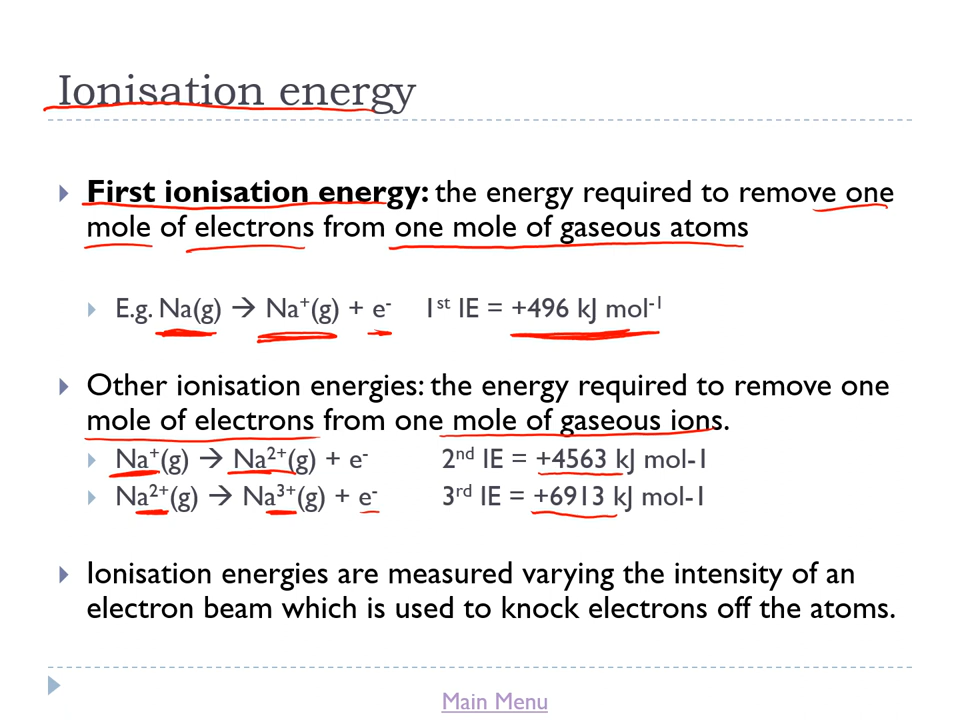 Ionisation energy
First ionisation energy: the energy required to remove one
mole of electrons from one mole of gaseous atoms
E.g. Na(g) → Na⁺(g) + e⁻ 1ˢᵗ IE = +496 kJ mol⁻¹
Other ionisation energies: the energy required to remove one
mole of electrons from one mole of gaseous ions.
Na⁺(g) → Na²⁺(g) + e⁻ 2ⁿᵈ IE = +4563 kJ mol-1
Na²⁺(g) → Na³⁺(g) + e⁻ 3ʳᵈ IE = +6913 kJ mol-1
Ionisation energies are measured varying the intensity of an
electron beam which is used to knock electrons off the atoms.
Main Menu